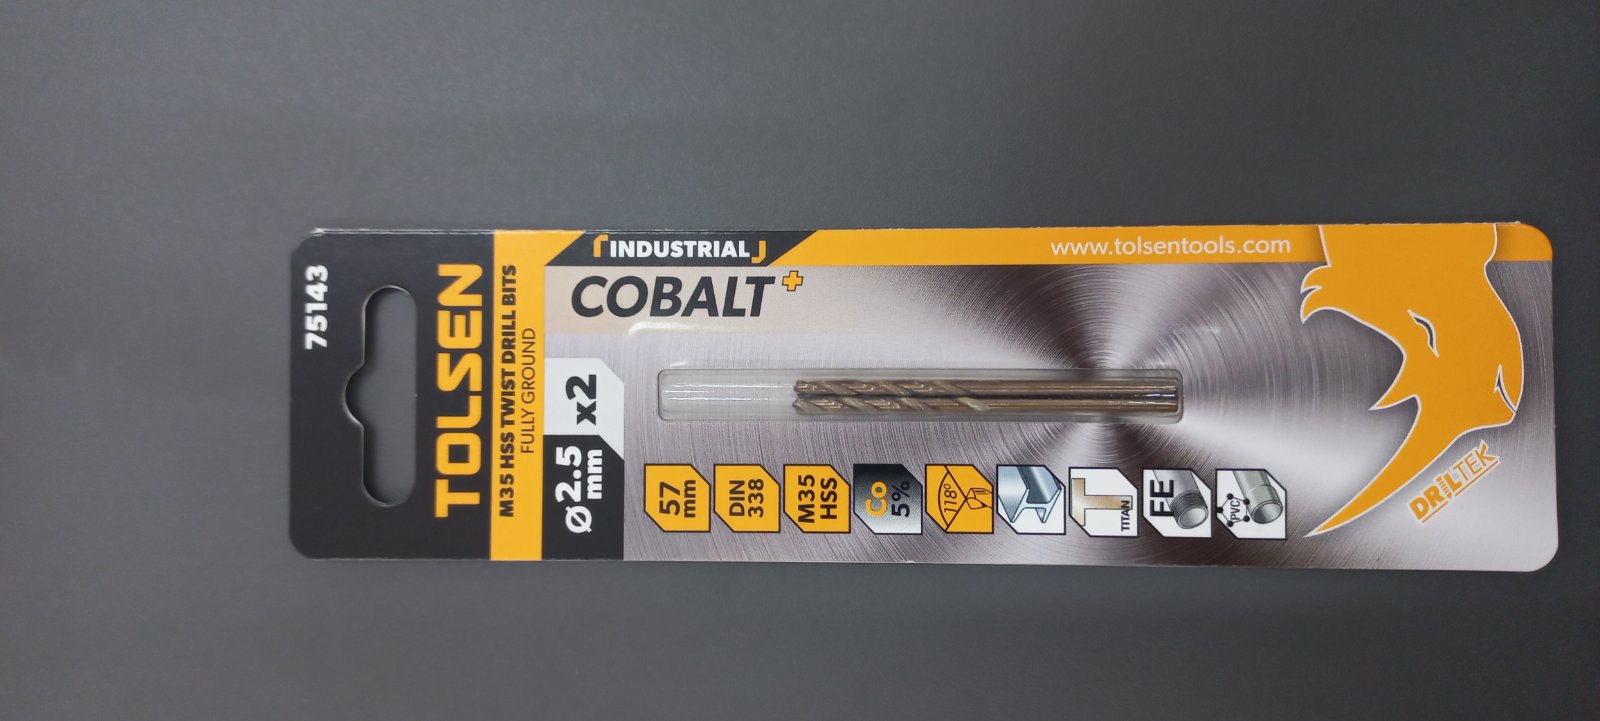 75143
TOLSEN
M35 HSS TWIST DRILL BITS
FULLY GROUND
Ø2.5
mm
x2
INDUSTRIAL
COBALT+
www.tolsentools.com
57
mm
DIN
338
M35
HSS
Co
5%
118°
TITAN
FE
PVC
DRILTEK